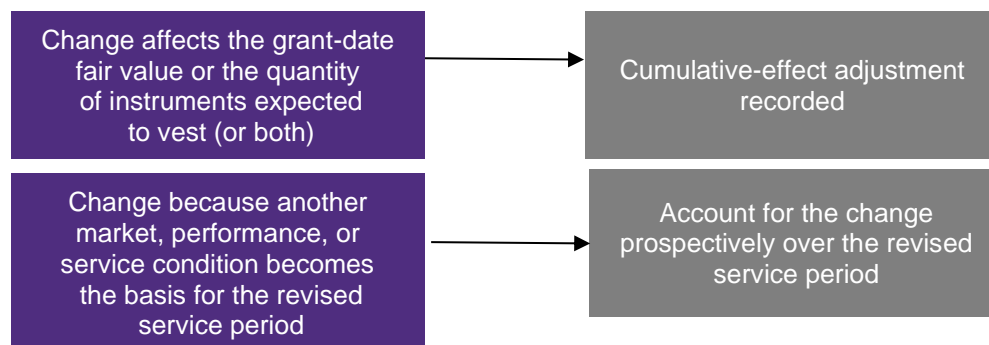 Change affects the grant-date
fair value or the quantity
of instruments expected
to vest (or both)
Cumulative-effect adjustment
recorded
Change because another
market, performance, or
service condition becomes
the basis for the revised
service period
Account for the change
prospectively over the revised
service period